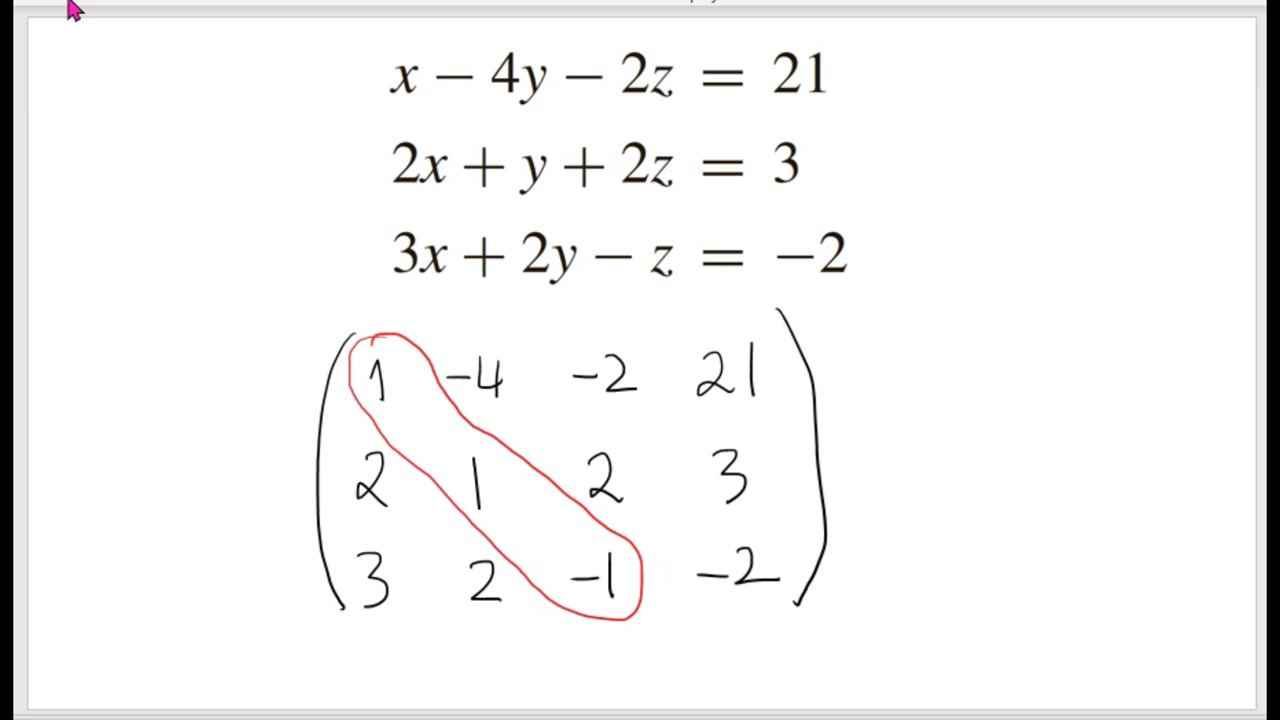 x − 4y − 2z = 21
2x + y + 2z = 3
3x + 2y − z = −2
1 -4 -2 21
2 1 2 3
3 2 -1 -2